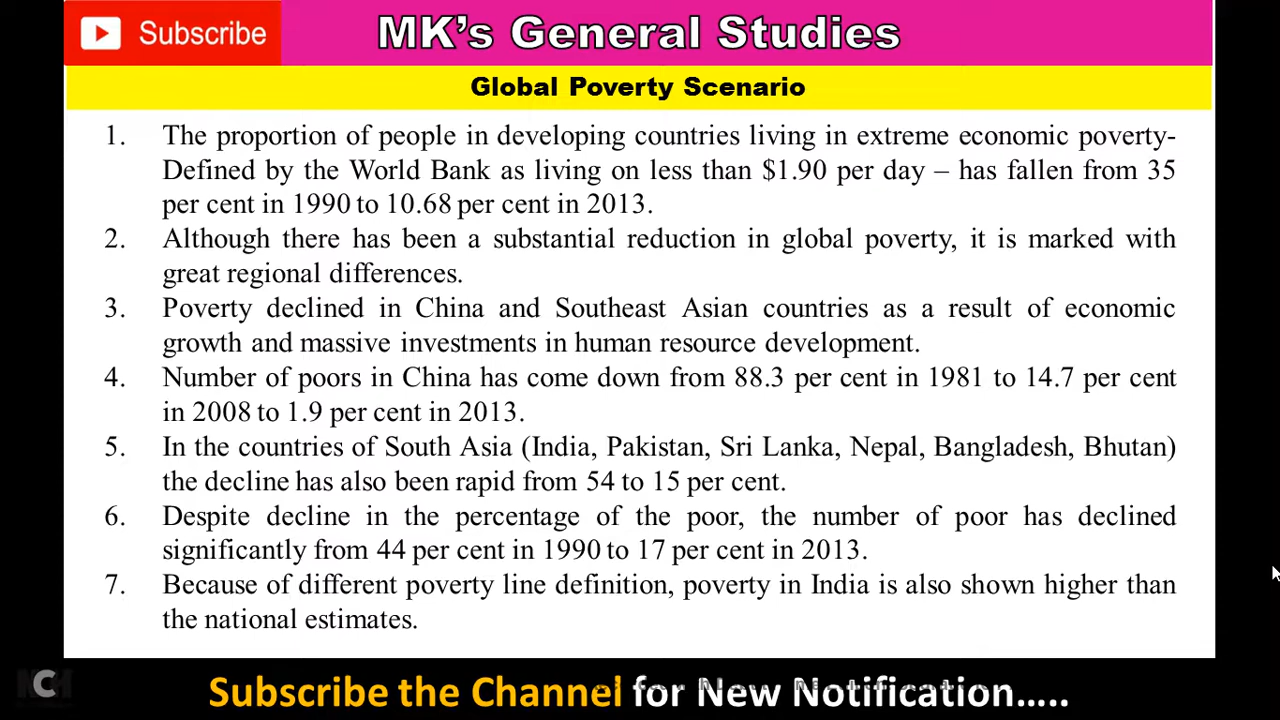 Subscribe
MK's General Studies
Global Poverty Scenario
1. The proportion of people in developing countries living in extreme economic poverty-
Defined by the World Bank as living on less than $1.90 per day – has fallen from 35
per cent in 1990 to 10.68 per cent in 2013.
2. Although there has been a substantial reduction in global poverty, it is marked with
great regional differences.
3. Poverty declined in China and Southeast Asian countries as a result of economic
growth and massive investments in human resource development.
4. Number of poors in China has come down from 88.3 per cent in 1981 to 14.7 per cent
in 2008 to 1.9 per cent in 2013.
5. In the countries of South Asia (India, Pakistan, Sri Lanka, Nepal, Bangladesh, Bhutan)
the decline has also been rapid from 54 to 15 per cent.
6. Despite decline in the percentage of the poor, the number of poor has declined
significantly from 44 per cent in 1990 to 17 per cent in 2013.
7. Because of different poverty line definition, poverty in India is also shown higher than
the national estimates.
Subscribe the Channel for New Notification.....